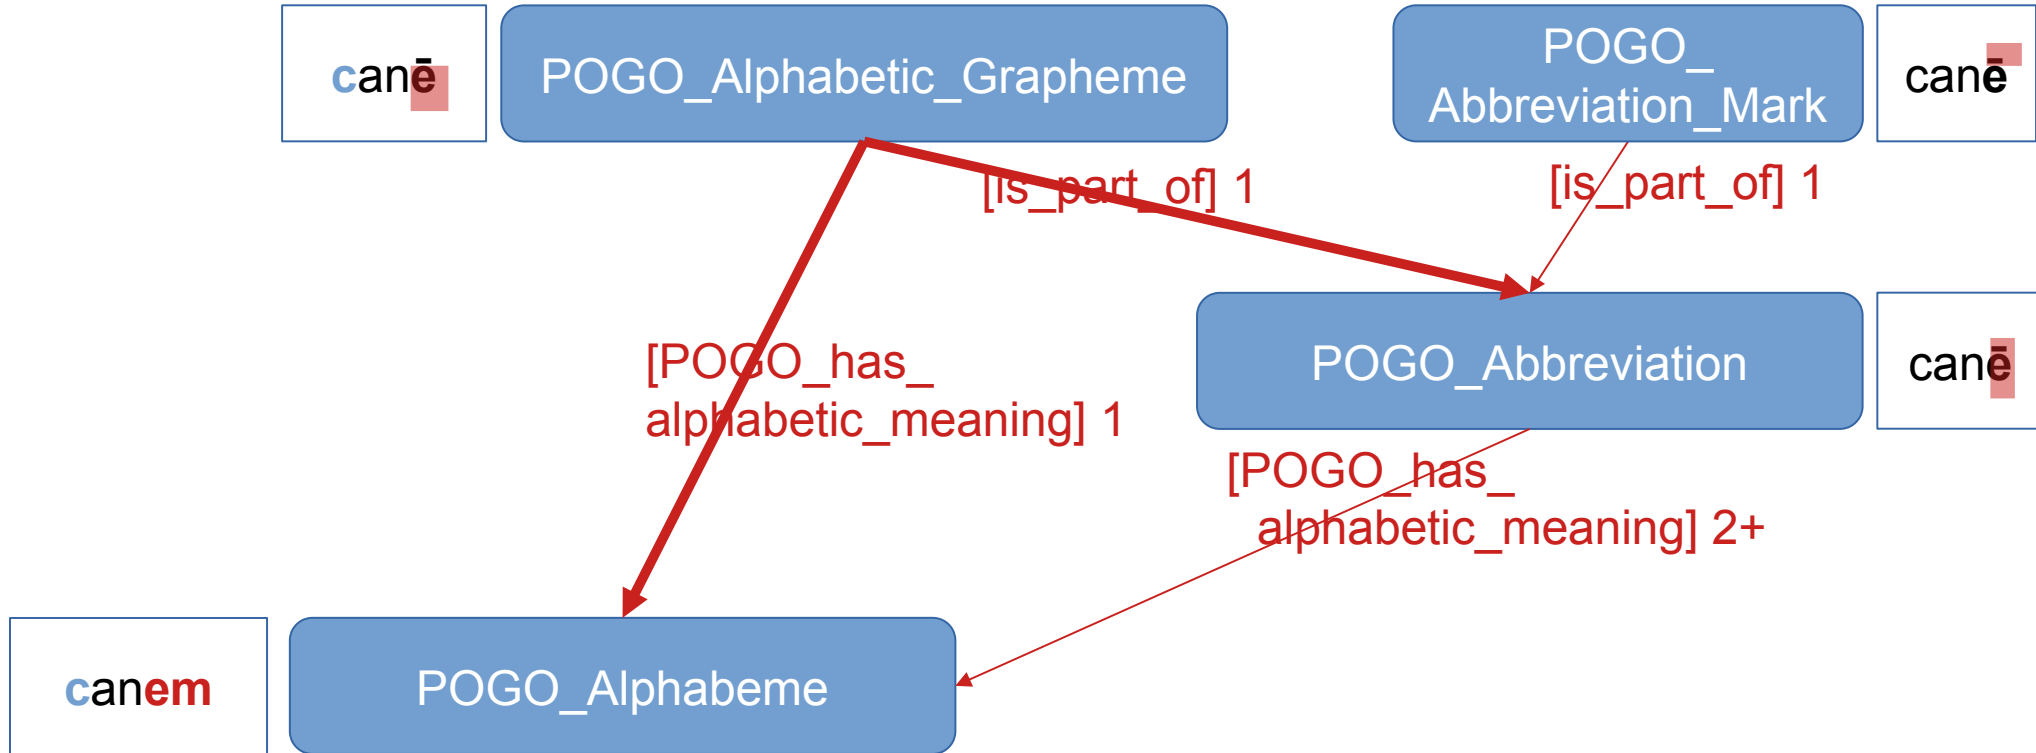 canē
POGO_Alphabetic_Grapheme
POGO_
Abbreviation_Mark
canē
[is_part_of] 1
[is_part_of] 1
[POGO_has_
alphabetic_meaning] 1
POGO_Abbreviation
canē
[POGO_has_
alphabetic_meaning] 2+
canem
POGO_Alphabeme